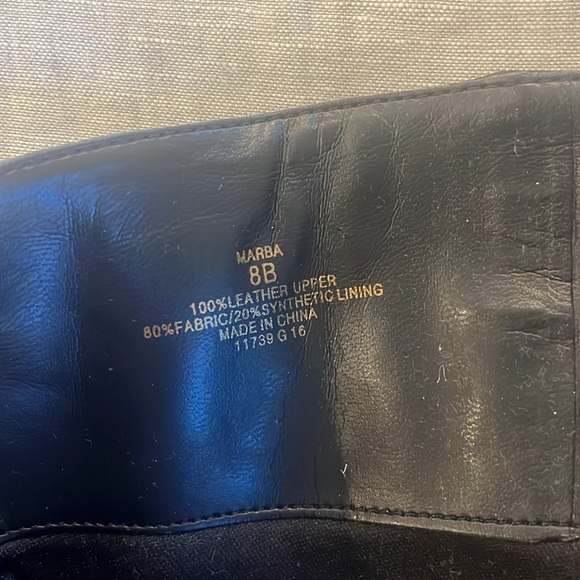 MARBA
8B
100%LEATHER UPPER
80%FABRIC/20%SYNTHETIC LINING
MADE IN CHINA
11739 G 16